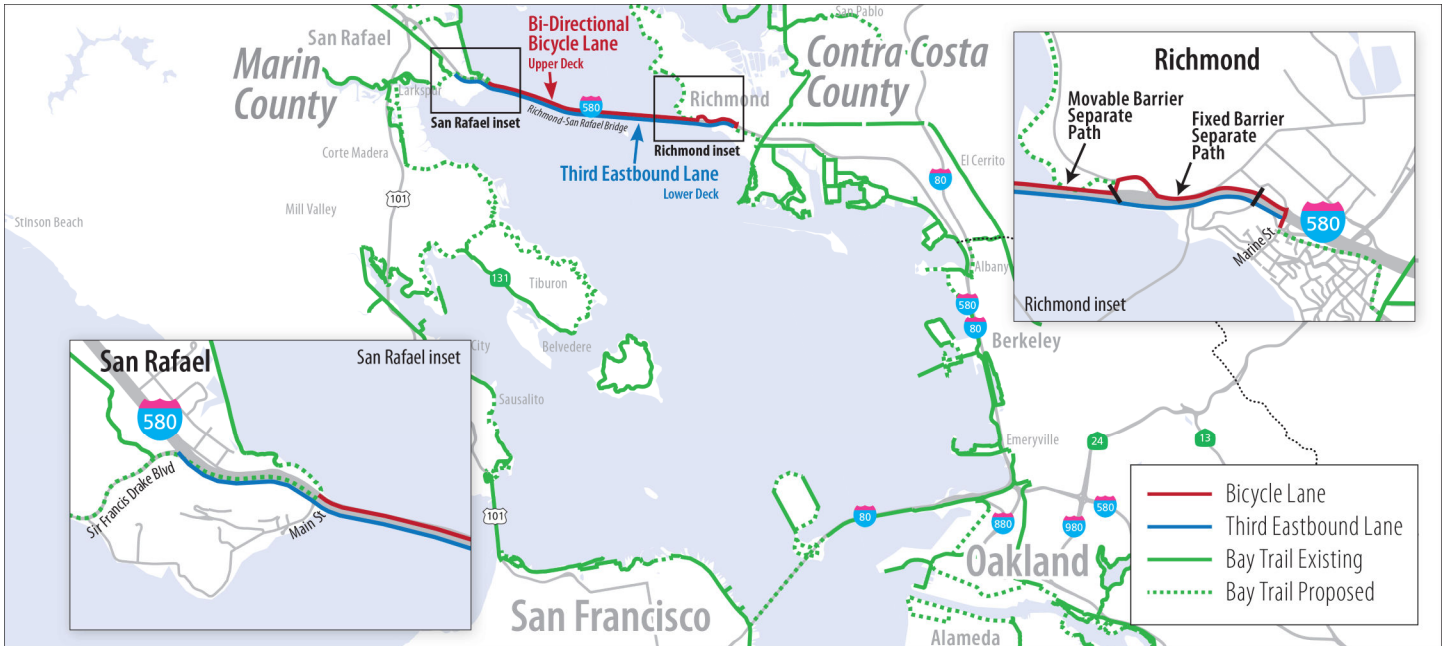 San Rafael
Marin
County
Larkspur
San Rafael inset
Bi-Directional
Bicycle Lane
Upper Deck
580
Richmond-San Rafael Bridge
Third Eastbound Lane
Lower Deck
San Pablo
Contra Costa
County
Richmond
Richmond inset
El Cerrito
80
Corte Madera
101
Mill Valley
Stinson Beach
131
Tiburon
Belvedere
City
Sausalito
101
Albany
580
80
Berkeley
Emeryville
24
13
80
880
980
580
Oakland
San Francisco
Alameda
Richmond
Movable Barrier
Separate
Path
Fixed Barrier
Separate
Path
580
Marine St.
Richmond inset
San Rafael
San Rafael inset
580
Sir Francis Drake Blvd
Main St
Bicycle Lane
Third Eastbound Lane
Bay Trail Existing
Bay Trail Proposed